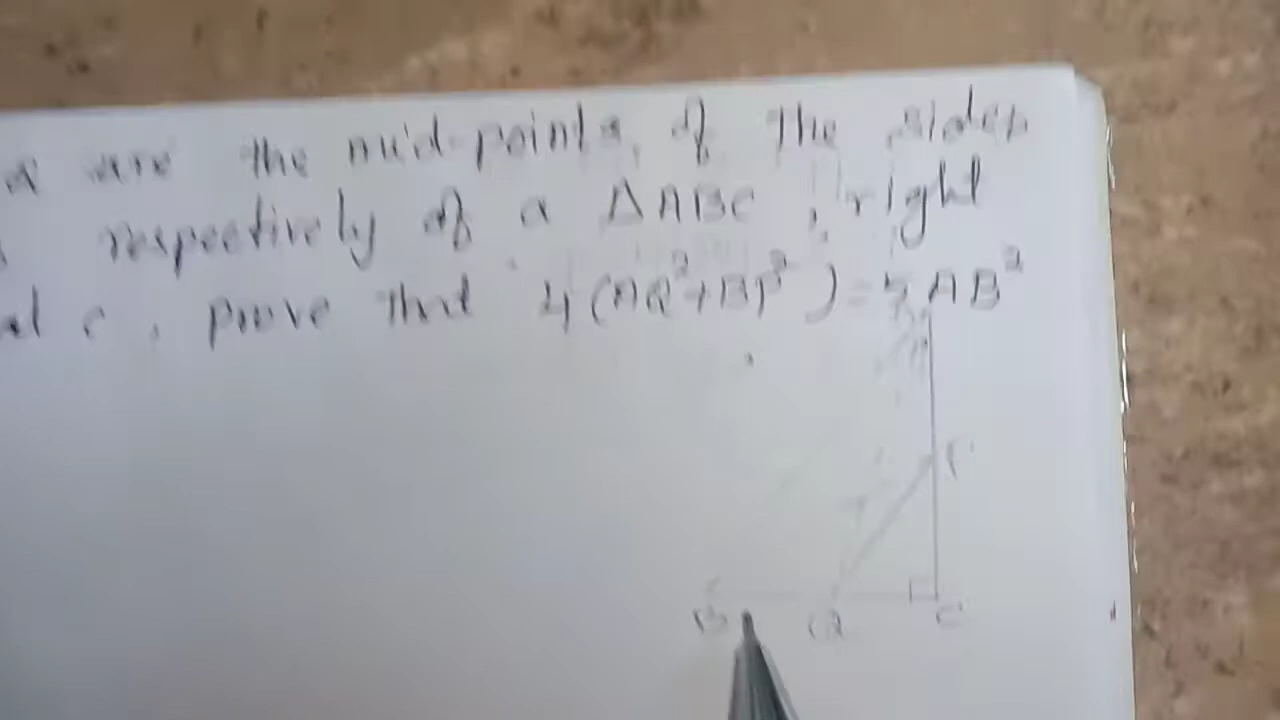 are the mid-points of the sides
respectively of a ΔABC , right
c , prove that 4(AQ²+BP²) = 5AB²
P
B Q C